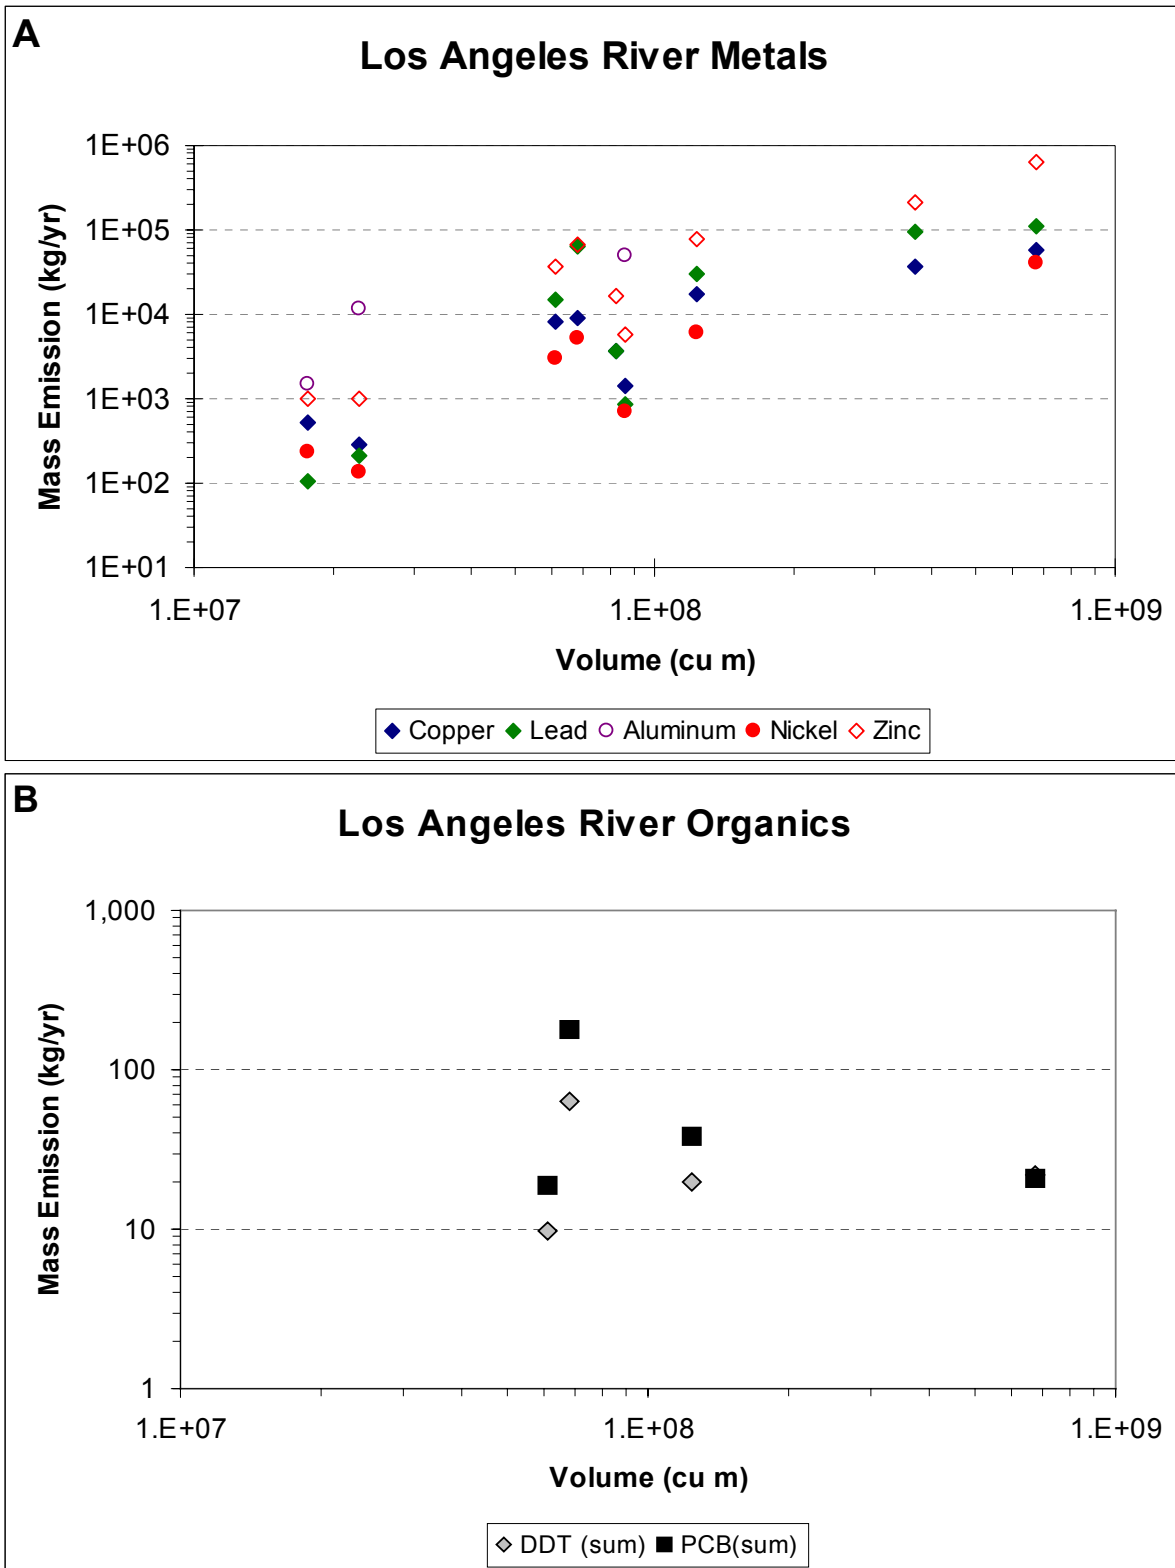 A
Los Angeles River Metals
1E+06
1E+05
1E+04
1E+03
1E+02
1E+01
Mass Emission (kg/yr)
1.E+07 1.E+08 1.E+09
Volume (cu m)
Copper Lead Aluminum Nickel Zinc
B
Los Angeles River Organics
1,000
100
10
1
Mass Emission (kg/yr)
1.E+07 1.E+08 1.E+09
Volume (cu m)
DDT (sum) PCB(sum)